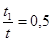 t₁/t = 0,5